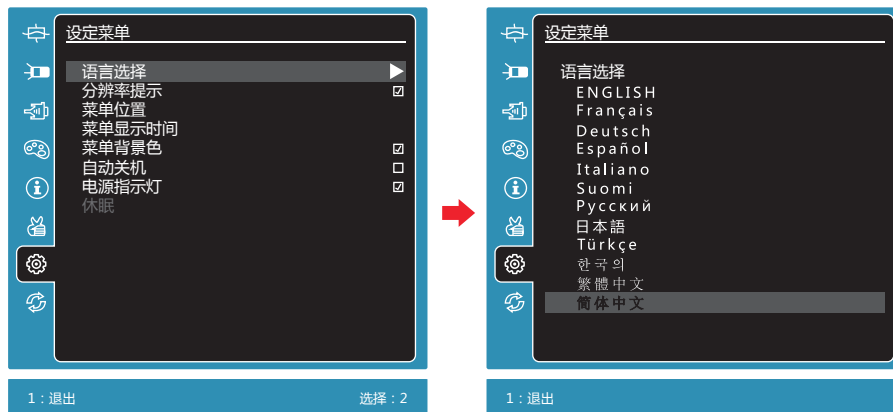 设定菜单
语言选择
分辨率提示
菜单位置
菜单显示时间
菜单背景色
自动关机
电源指示灯
休眠
1：退出
选择：2
设定菜单
语言选择
ENGLISH
Français
Deutsch
Español
Italiano
Suomi
Русский
日本語
Türkçe
한국의
繁體中文
简体中文
1：退出